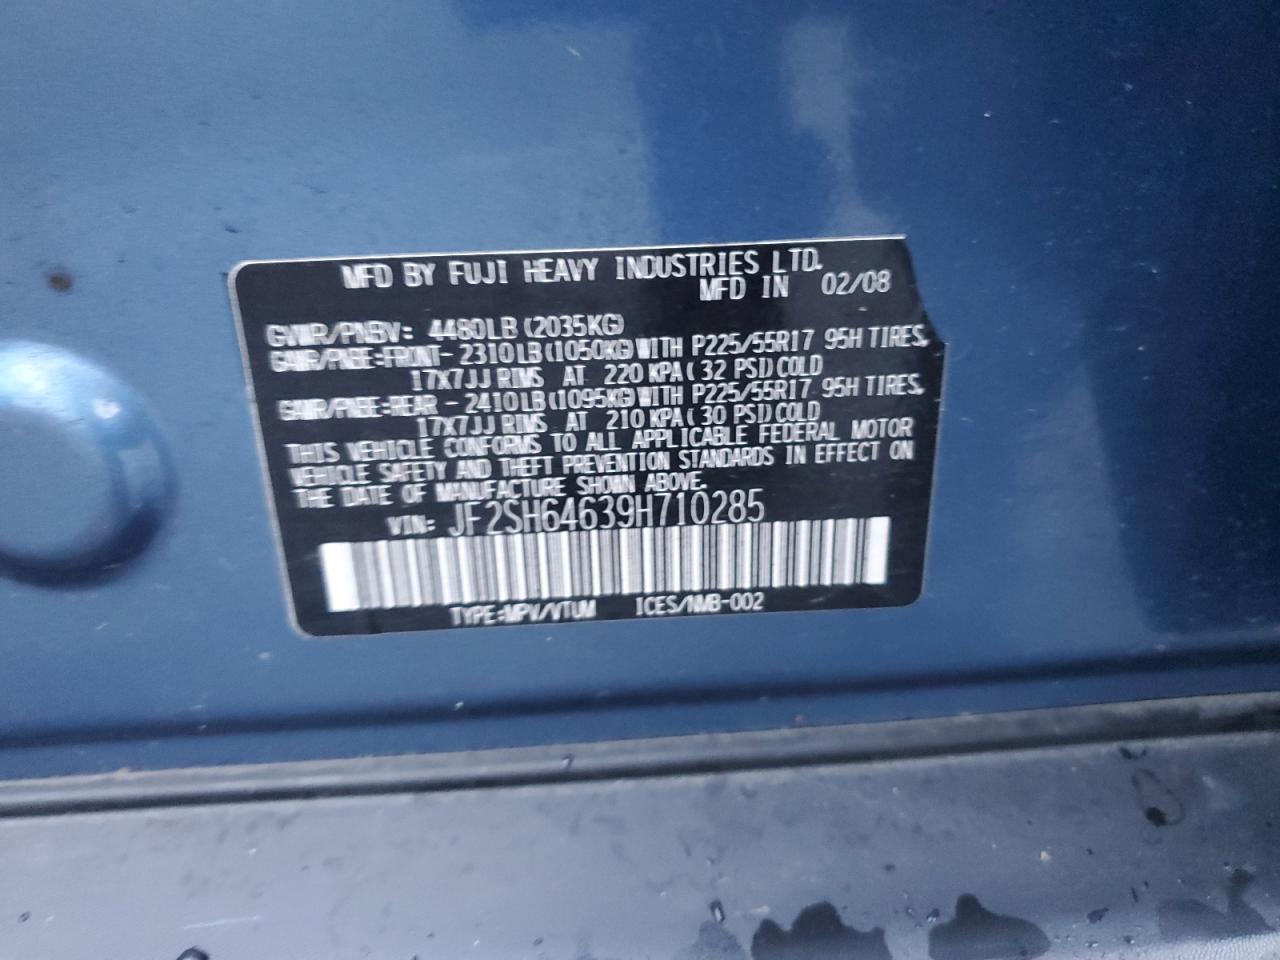 MFD BY FUJI HEAVY INDUSTRIES LTD.
MFD IN 02/08
GVWR/PNBV: 4480LB (2035KG)
GAWR/PNBE:FRONT- 2310LB(1050KG)WITH P225/55R17 95H TIRES,
17X7JJ RIMS AT 220 KPA( 32 PSI)COLD
GAWR/PNBE:REAR - 2410LB(1095KG)WITH P225/55R17 95H TIRES,
17X7JJ RIMS AT 210 KPA( 30 PSI)COLD
THIS VEHICLE CONFORMS TO ALL APPLICABLE FEDERAL MOTOR
VEHICLE SAFETY AND THEFT PREVENTION STANDARDS IN EFFECT ON
THE DATE OF MANUFACTURE SHOWN ABOVE.
VIN: JF2SH64639H710285
TYPE:MPV/VTUM ICES/NMB-002